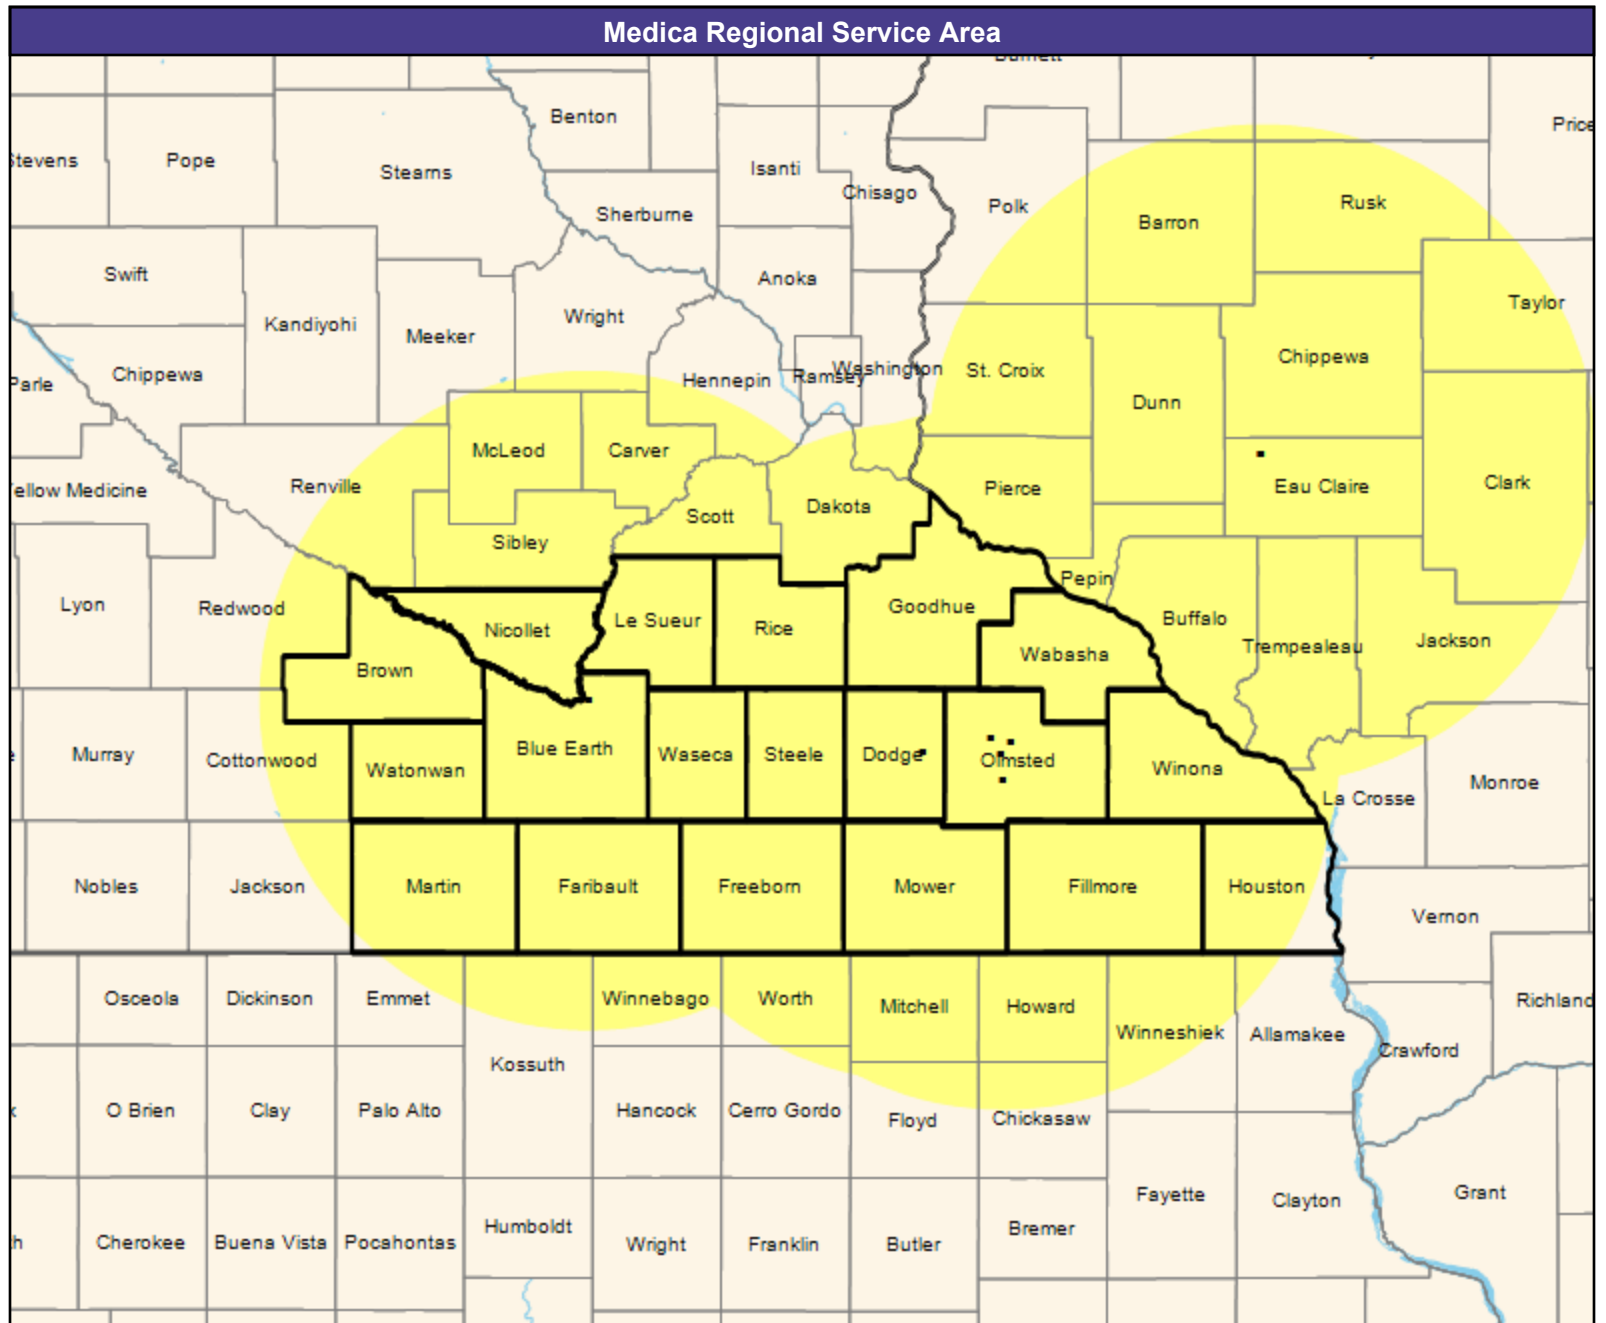 Medica Regional Service Area
Benton
Price
Stevens
Pope
Stearns
Isanti
Chisago
Sherburne
Polk
Barron
Rusk
Swift
Anoka
Taylor
Kandiyohi
Meeker
Wright
Chippewa
Hennepin
Ramsey
Washington
St. Croix
Chippewa
Parle
Dunn
McLeod
Carver
Renville
ellow Medicine
Scott
Dakota
Pierce
Eau Claire
Clark
Sibley
Lyon
Redwood
Nicollet
Le Sueur
Rice
Goodhue
Pepin
Buffalo
Trempealeau
Jackson
Brown
Wabasha
Murray
Cottonwood
Watonwan
Blue Earth
Waseca
Steele
Dodge
Olmsted
Winona
La Crosse
Monroe
Nobles
Jackson
Martin
Faribault
Freeborn
Mower
Fillmore
Houston
Vernon
Osceola
Dickinson
Emmet
Kossuth
Winnebago
Worth
Mitchell
Howard
Winneshiek
Allamakee
Crawford
Richland
O Brien
Clay
Palo Alto
Hancock
Cerro Gordo
Floyd
Chickasaw
Fayette
Clayton
Grant
Cherokee
Buena Vista
Pocahontas
Humboldt
Wright
Franklin
Butler
Bremer